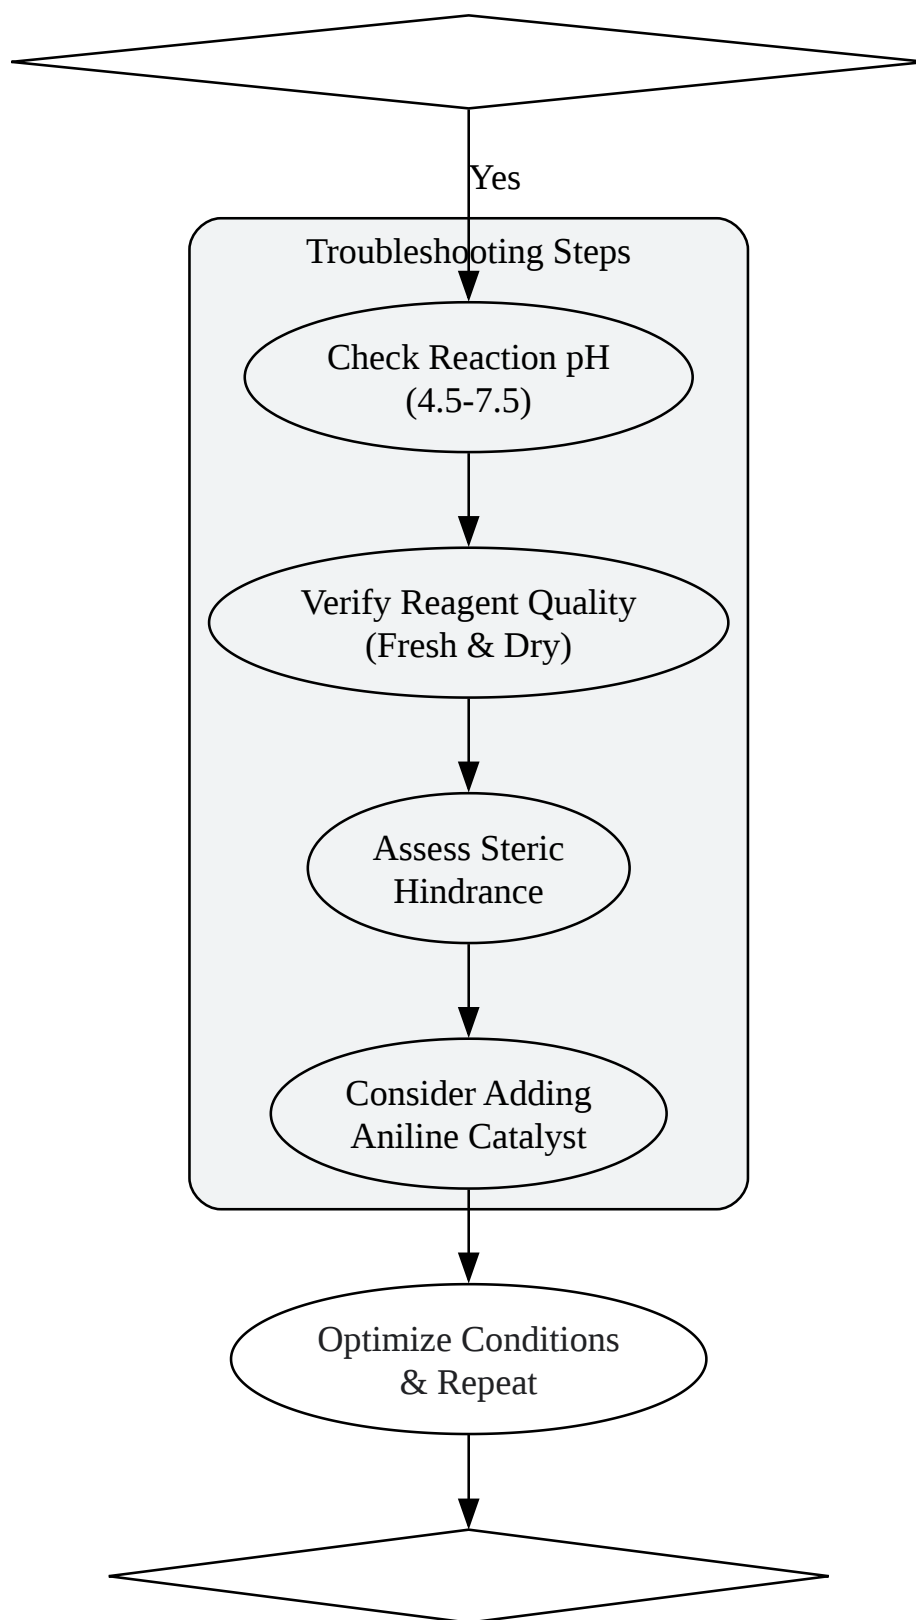 Yes
Troubleshooting Steps
Check Reaction pH
(4.5-7.5)
Verify Reagent Quality
(Fresh & Dry)
Assess Steric
Hindrance
Consider Adding
Aniline Catalyst
Optimize Conditions
& Repeat